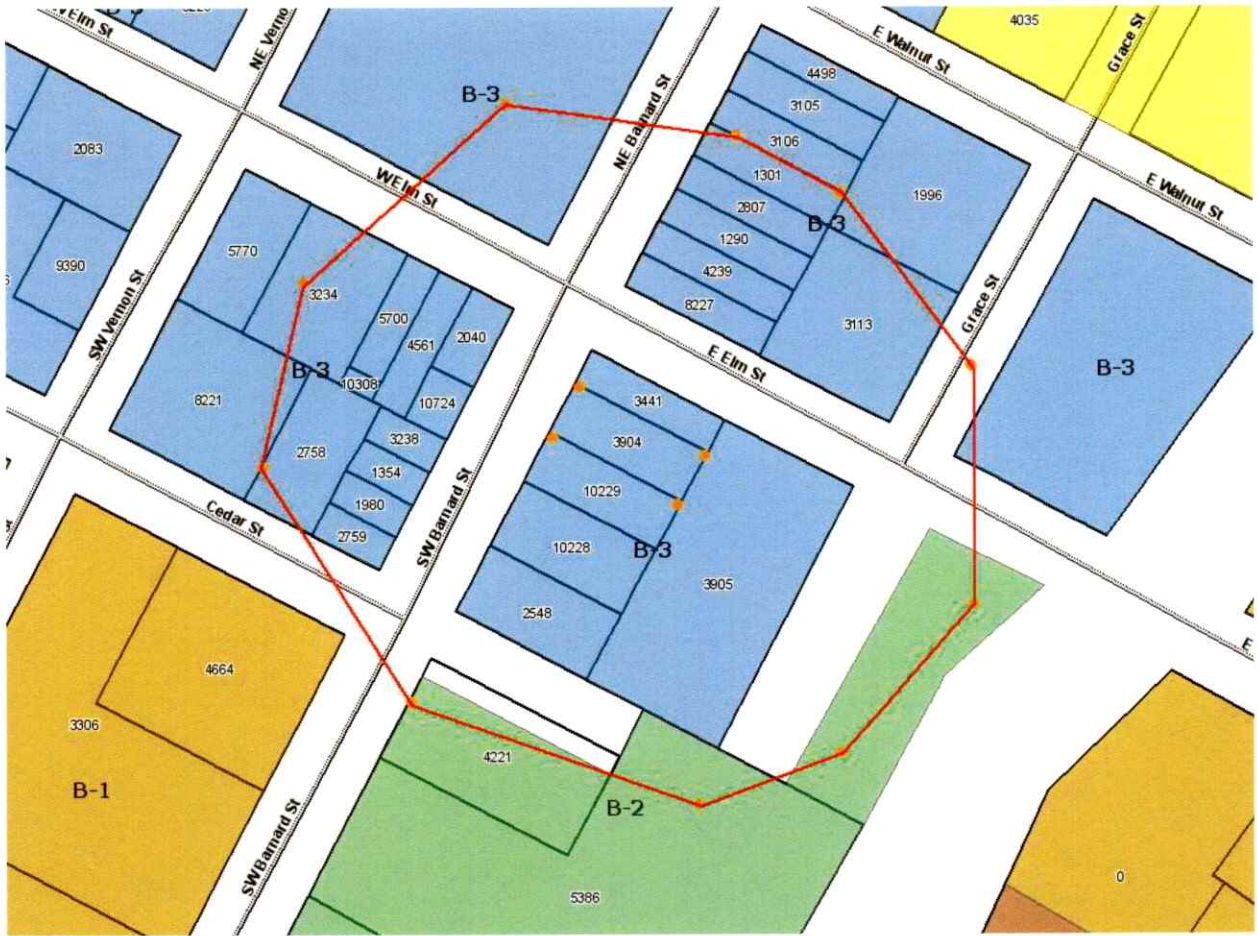 W Elm St
B-3
NE Verno
4035
Grace St
E Walnut St
4498
3105
3106
1301
2807
1290
4239
8227
1996
B-3
3113
B-3
NE Barnard St
W Elm St
2083
9390
SW Vernon St
5770
3234
5700
4561
2040
B-3
10308
10724
8221
2758
3238
1354
1980
2759
E Elm St
Grace St
E Walnut St
B-3
3441
3904
10229
10228
B-3
2548
3905
Cedar St
SW Barnard St
4664
3306
B-1
4221
B-2
5386
SW Barnard St
0
E